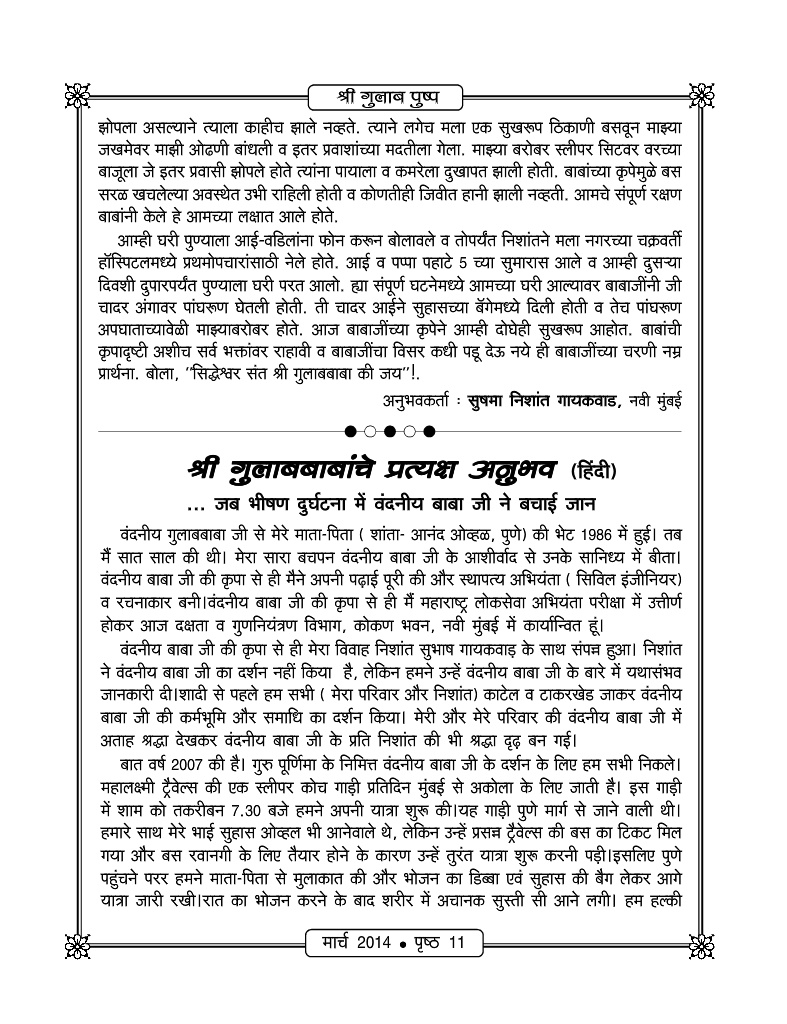 श्री गुलाब पुष्प
झोपला असल्याने त्याला काहीच झाले नव्हते. त्याने लगेच मला एक सुखरूप ठिकाणी बसवून माझ्या
जखमेवर माझी ओढणी बांधली व इतर प्रवाशांच्या मदतीला गेला. माझ्या बरोबर स्लीपर सिटवर वरच्या
बाजूला जे इतर प्रवासी झोपले होते त्यांना पायाला व कमरेला दुखापत झाली होती. बाबांच्या कृपेमुळे बस
सरळ खचलेल्या अवस्थेत उभी राहिली होती व कोणतीही जिवीत हानी झाली नव्हती. आमचे संपूर्ण रक्षण
बाबांनी केले हे आमच्या लक्षात आले होते.
आम्ही घरी पुण्याला आई-वडिलांना फोन करून बोलावले व तोपर्यंत निशांतने मला नगरच्या चक्रवर्ती
हॉस्पिटलमध्ये प्रथमोपचारांसाठी नेले होते. आई व पप्पा पहाटे 5 च्या सुमारास आले व आम्ही दुसऱ्या
दिवशी दुपारपर्यंत पुण्याला घरी परत आलो. ह्या संपूर्ण घटनेमध्ये आमच्या घरी आल्यावर बाबाजींनी जी
चादर अंगावर पांघरूण घेतली होती. ती चादर आईने सुहासच्या बॅगेमध्ये दिली होती व तेच पांघरूण
अपघाताच्यावेळी माझ्याबरोबर होते. आज बाबाजींच्या कृपेने आम्ही दोघेही सुखरूप आहोत. बाबांची
कृपादृष्टी अशीच सर्व भक्तांवर राहावी व बाबाजींचा विसर कधी पडू देऊ नये ही बाबाजींच्या चरणी नम्र
प्रार्थना. बोला, "सिद्धेश्वर संत श्री गुलाबबाबा की जय"!.
अनुभवकर्ता : सुषमा निशांत गायकवाड, नवी मुंबई
श्री गुलाबबाबांचे प्रत्यक्ष अनुभव (हिंदी)
... जब भीषण दुर्घटना में वंदनीय बाबा जी ने बचाई जान
वंदनीय गुलाबबाबा जी से मेरे माता-पिता ( शांता- आनंद ओव्हळ, पुणे) की भेट 1986 में हुई। तब
मैं सात साल की थी। मेरा सारा बचपन वंदनीय बाबा जी के आशीर्वाद से उनके सानिध्य में बीता।
वंदनीय बाबा जी की कृपा से ही मैने अपनी पढ़ाई पूरी की और स्थापत्य अभियंता ( सिविल इंजीनियर)
व रचनाकार बनी।वंदनीय बाबा जी की कृपा से ही मैं महाराष्ट्र लोकसेवा अभियंता परीक्षा में उत्तीर्ण
होकर आज दक्षता व गुणनियंत्रण विभाग, कोकण भवन, नवी मुंबई में कार्यान्वित हूं।
वंदनीय बाबा जी की कृपा से ही मेरा विवाह निशांत सुभाष गायकवाड़ के साथ संपन्न हुआ। निशांत
ने वंदनीय बाबा जी का दर्शन नहीं किया है, लेकिन हमने उन्हें वंदनीय बाबा जी के बारे में यथासंभव
जानकारी दी।शादी से पहले हम सभी ( मेरा परिवार और निशांत) काटेल व टाकरखेड जाकर वंदनीय
बाबा जी की कर्मभूमि और समाधि का दर्शन किया। मेरी और मेरे परिवार की वंदनीय बाबा जी में
अताह श्रद्धा देखकर वंदनीय बाबा जी के प्रति निशांत की भी श्रद्धा दृढ़ बन गई।
बात वर्ष 2007 की है। गुरु पूर्णिमा के निमित्त वंदनीय बाबा जी के दर्शन के लिए हम सभी निकले।
महालक्ष्मी ट्रैवेल्स की एक स्लीपर कोच गाड़ी प्रतिदिन मुंबई से अकोला के लिए जाती है। इस गाड़ी
में शाम को तकरीबन 7.30 बजे हमने अपनी यात्रा शुरू की।यह गाड़ी पुणे मार्ग से जाने वाली थी।
हमारे साथ मेरे भाई सुहास ओव्हल भी आनेवाले थे, लेकिन उन्हें प्रसन्न ट्रैवेल्स की बस का टिकट मिल
गया और बस रवानगी के लिए तैयार होने के कारण उन्हें तुरंत यात्रा शुरू करनी पड़ी।इसलिए पुणे
पहुंचने परर हमने माता-पिता से मुलाकात की और भोजन का डिब्बा एवं सुहास की बैग लेकर आगे
यात्रा जारी रखी।रात का भोजन करने के बाद शरीर में अचानक सुस्ती सी आने लगी। हम हल्की
मार्च 2014 ● पृष्ठ 11